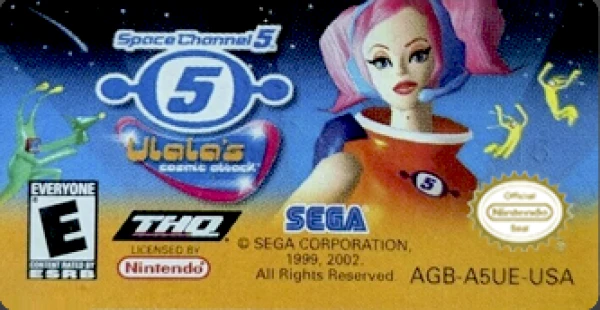 Space Channel 5
5
Ulala's
cosmic attack
5
EVERYONE
E
CONTENT RATED BY
ESRB
THQ
LICENSED BY
Nintendo
SEGA
© SEGA CORPORATION,
1999, 2002.
All Rights Reserved.
Official
Nintendo
Seal
AGB-A5UE-USA